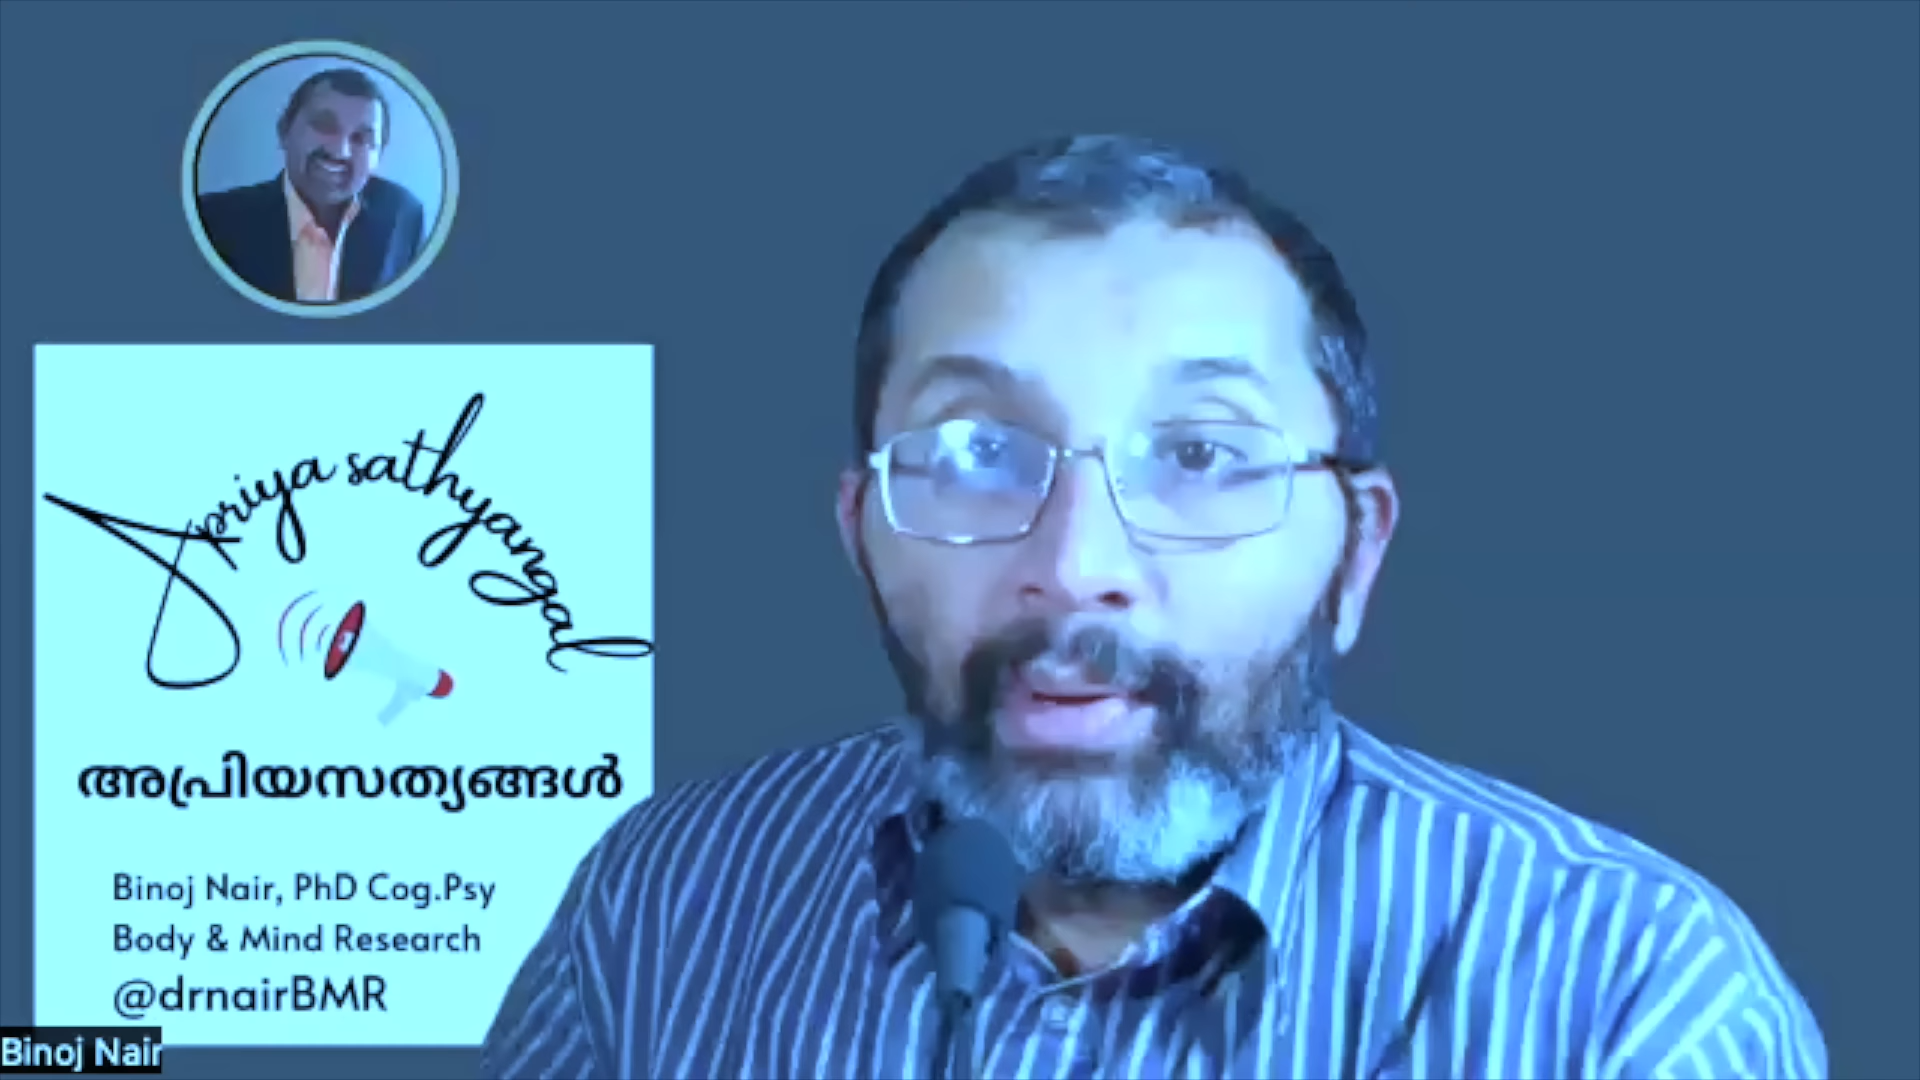 Apriya sathyangal
അപ്രിയസത്യങ്ങൾ
Binoj Nair, PhD Cog.Psy
Body & Mind Research
@drnairBMR
Binoj Nair